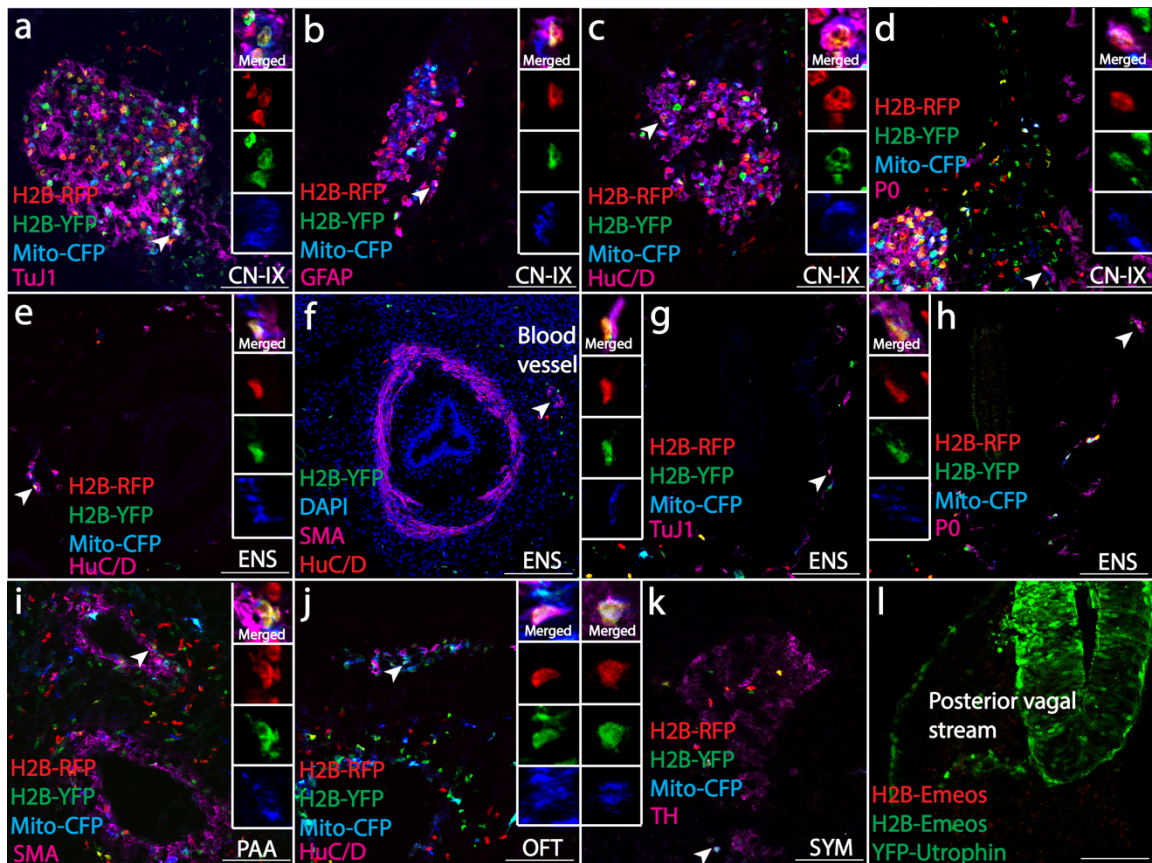 a
Merged
H2B-RFP
H2B-YFP
Mito-CFP
TuJ1
CN-IX
b
Merged
H2B-RFP
H2B-YFP
Mito-CFP
GFAP
CN-IX
c
Merged
H2B-RFP
H2B-YFP
Mito-CFP
HuC/D
CN-IX
d
Merged
H2B-RFP
H2B-YFP
Mito-CFP
P0
CN-IX
e
Merged
H2B-RFP
H2B-YFP
Mito-CFP
HuC/D
ENS
f
Blood
vessel
H2B-YFP
DAPI
SMA
HuC/D
ENS
g
Merged
H2B-RFP
H2B-YFP
Mito-CFP
TuJ1
ENS
h
Merged
H2B-RFP
H2B-YFP
Mito-CFP
P0
ENS
i
Merged
H2B-RFP
H2B-YFP
Mito-CFP
SMA
PAA
j
Merged
H2B-RFP
H2B-YFP
Mito-CFP
HuC/D
OFT
k
Merged
H2B-RFP
H2B-YFP
Mito-CFP
TH
SYM
l
Posterior vagal
stream
H2B-Emeos
H2B-Emeos
YFP-Utrophin